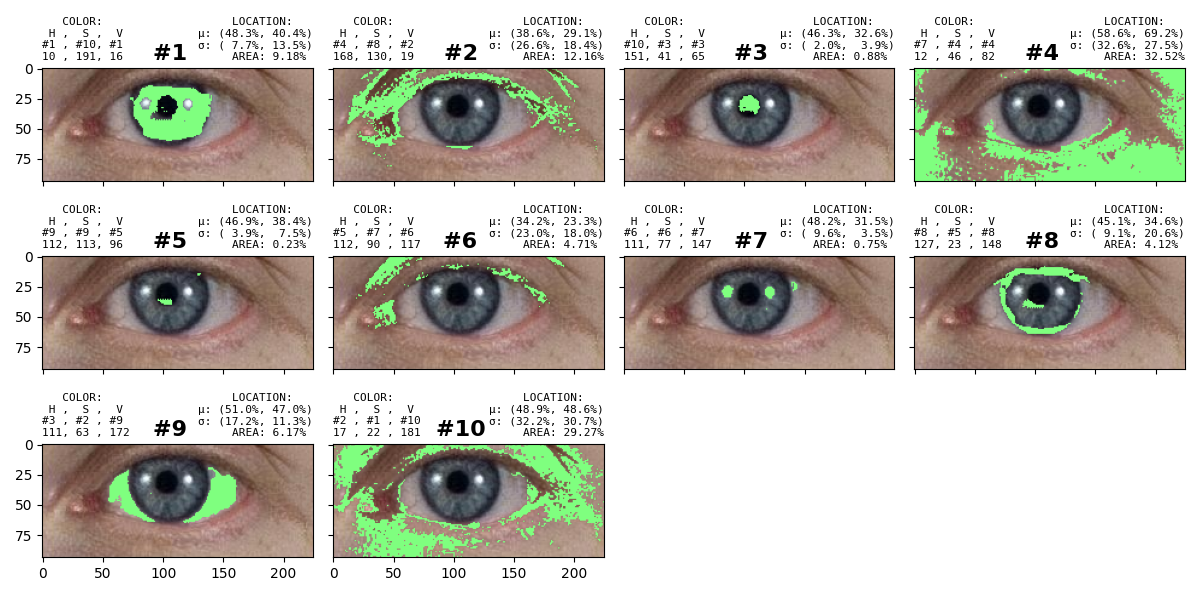 COLOR: LOCATION:
H , S , V μ: (48.3%, 40.4%)
#1 , #10, #1 #1 σ: ( 7.7%, 13.5%)
10 , 191, 16 AREA: 9.18%
COLOR: LOCATION:
H , S , V μ: (38.6%, 29.1%)
#4 , #8 , #2 #2 σ: (26.6%, 18.4%)
168, 130, 19 AREA: 12.16%
COLOR: LOCATION:
H , S , V μ: (46.3%, 32.6%)
#10, #3 , #3 #3 σ: ( 2.0%, 3.9%)
151, 41 , 65 AREA: 0.88%
COLOR: LOCATION:
H , S , V μ: (58.6%, 69.2%)
#7 , #4 , #4 #4 σ: (32.6%, 27.5%)
12 , 46 , 82 AREA: 32.52%
0
25
50
75
COLOR: LOCATION:
H , S , V μ: (46.9%, 38.4%)
#9 , #9 , #5 #5 σ: ( 3.9%, 7.5%)
112, 113, 96 AREA: 0.23%
COLOR: LOCATION:
H , S , V μ: (34.2%, 23.3%)
#5 , #7 , #6 #6 σ: (23.0%, 18.0%)
112, 90 , 117 AREA: 4.71%
COLOR: LOCATION:
H , S , V μ: (48.2%, 31.5%)
#6 , #6 , #7 #7 σ: ( 9.6%, 3.5%)
111, 77 , 147 AREA: 0.75%
COLOR: LOCATION:
H , S , V μ: (45.1%, 34.6%)
#8 , #5 , #8 #8 σ: ( 9.1%, 20.6%)
127, 23 , 148 AREA: 4.12%
0
25
50
75
COLOR: LOCATION:
H , S , V μ: (51.0%, 47.0%)
#3 , #2 , #9 #9 σ: (17.2%, 11.3%)
111, 63 , 172 AREA: 6.17%
COLOR: LOCATION:
H , S , V μ: (48.9%, 48.6%)
#2 , #1 , #10 #10 σ: (32.2%, 30.7%)
17 , 22 , 181 AREA: 29.27%
0
25
50
75
0 50 100 150 200
0 50 100 150 200